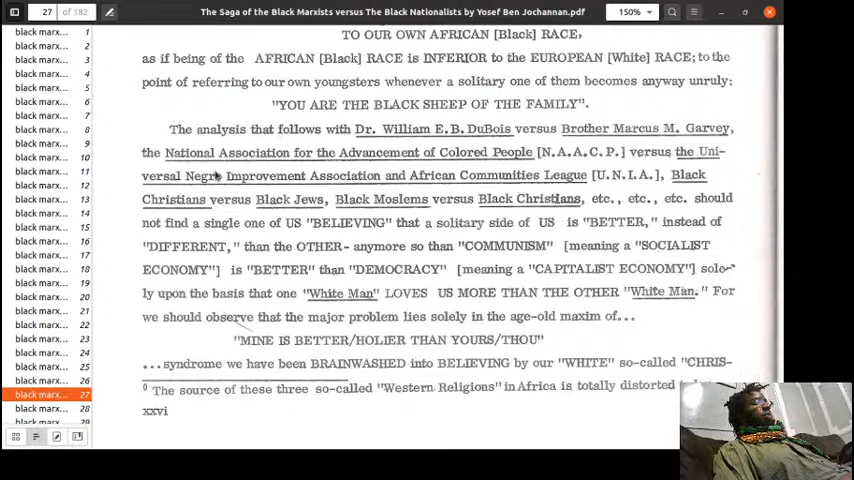 27 of 182
The Saga of the Black Marxists versus The Black Nationalists by Yosef Ben Jochannan.pdf
150%
black marx... 1
black marx... 2
black marx... 3
black marx... 4
black marx... 5
black marx... 6
black marx... 7
black marx... 8
black marx... 9
black marx... 10
black marx... 11
black marx... 12
black marx... 13
black marx... 14
black marx... 15
black marx... 16
black marx... 17
black marx... 18
black marx... 19
black marx... 20
black marx... 21
black marx... 22
black marx... 23
black marx... 24
black marx... 25
black marx... 26
black marx... 27
black marx... 28
black marx... 29
TO OUR OWN AFRICAN [Black] RACE,
as if being of the AFRICAN [Black] RACE is INFERIOR to the EUROPEAN [White] RACE; to the
point of referring to our own youngsters whenever a solitary one of them becomes anyway unruly:
"YOU ARE THE BLACK SHEEP OF THE FAMILY".
The analysis that follows with Dr. William E.B. DuBois versus Brother Marcus M. Garvey,
the National Association for the Advancement of Colored People [N.A.A.C.P.] versus the Uni-
versal Negro Improvement Association and African Communities League [U.N.I.A.], Black
Christians versus Black Jews, Black Moslems versus Black Christians, etc., etc., etc. should
not find a single one of US "BELIEVING" that a solitary side of US is "BETTER," instead of
"DIFFERENT," than the OTHER- anymore so than "COMMUNISM" [meaning a "SOCIALIST
ECONOMY"] is "BETTER" than "DEMOCRACY" [meaning a "CAPITALIST ECONOMY"] sole-
ly upon the basis that one "White Man" LOVES US MORE THAN THE OTHER "White Man." For
we should observe that the major problem lies solely in the age-old maxim of...
"MINE IS BETTER/HOLIER THAN YOURS/THOU"
...syndrome we have been BRAINWASHED into BELIEVING by our "WHITE" so-called "CHRIS-
0 The source of these three so-called "Western Religions" in Africa is totally distorted
xxvi